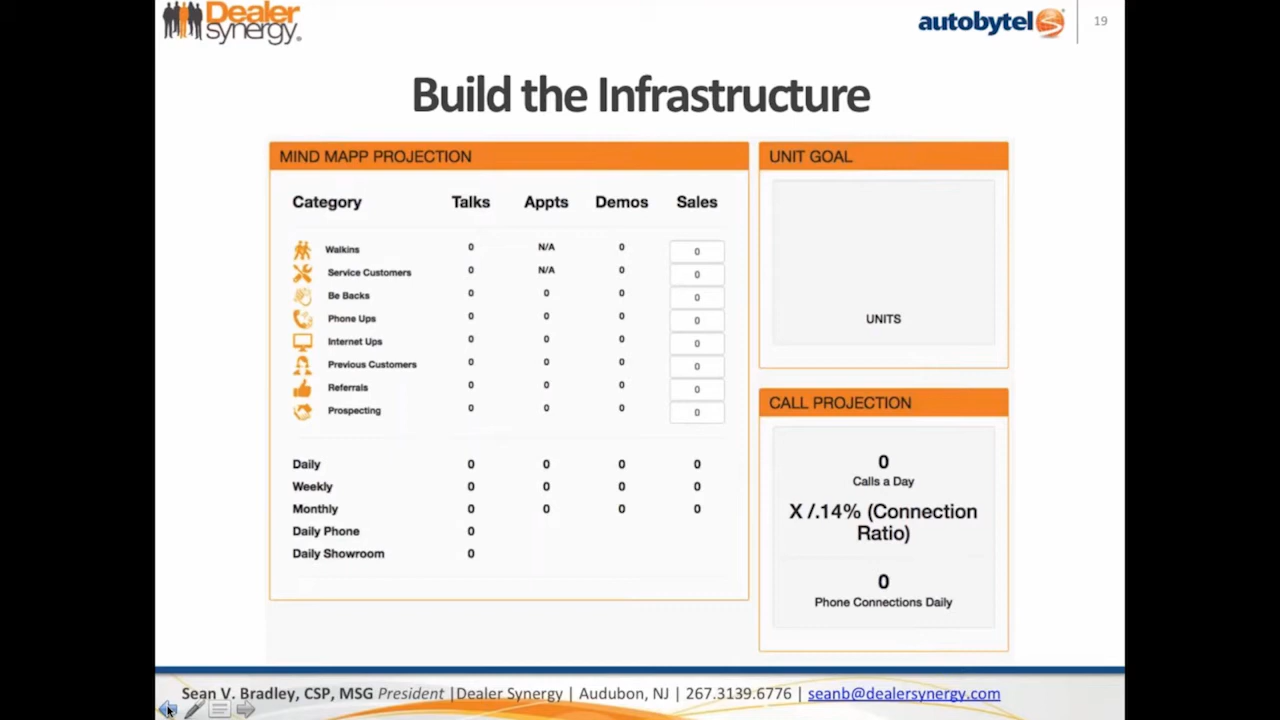 Dealer synergy.
autobytel
19
Build the Infrastructure
MIND MAPP PROJECTION
Category Talks Appts Demos Sales
Walkins 0 N/A 0 0
Service Customers 0 N/A 0 0
Be Backs 0 0 0 0
Phone Ups 0 0 0 0
Internet Ups 0 0 0 0
Previous Customers 0 0 0 0
Referrals 0 0 0 0
Prospecting 0 0 0 0
Daily 0 0 0 0
Weekly 0 0 0 0
Monthly 0 0 0 0
Daily Phone 0
Daily Showroom 0
UNIT GOAL
UNITS
CALL PROJECTION
0
Calls a Day
X /.14% (Connection
Ratio)
0
Phone Connections Daily
Sean V. Bradley, CSP, MSG President |Dealer Synergy | Audubon, NJ | 267.3139.6776 | seanb@dealersynergy.com